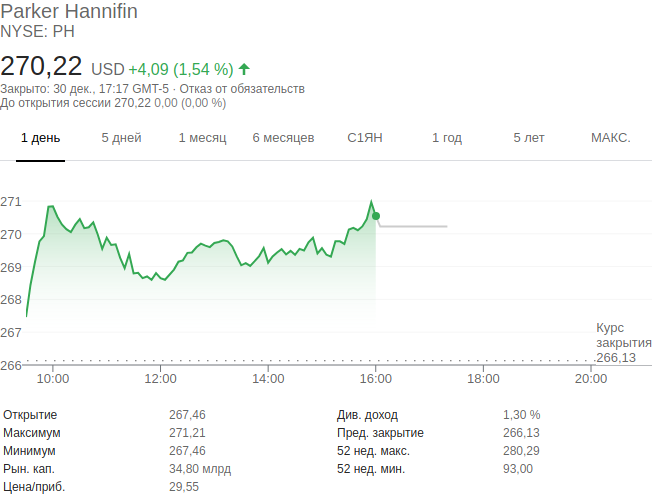 Parker Hannifin
NYSE: PH
270,22 USD +4,09 (1,54 %)
Закрыто: 30 дек., 17:17 GMT-5 · Отказ от обязательств
До открытия сессии 270,22 0,00 (0,00 %)
1 день 5 дней 1 месяц 6 месяцев С1ЯН 1 год 5 лет МАКС.
271
270
269
268
267
Курс
закрытия
266,13
266
10:00 12:00 14:00 16:00 18:00 20:00
Открытие 267,46 Див. доход 1,30 %
Максимум 271,21 Пред. закрытие 266,13
Минимум 267,46 52 нед. макс. 280,29
Рын. кап. 34,80 млрд 52 нед. мин. 93,00
Цена/приб. 29,55